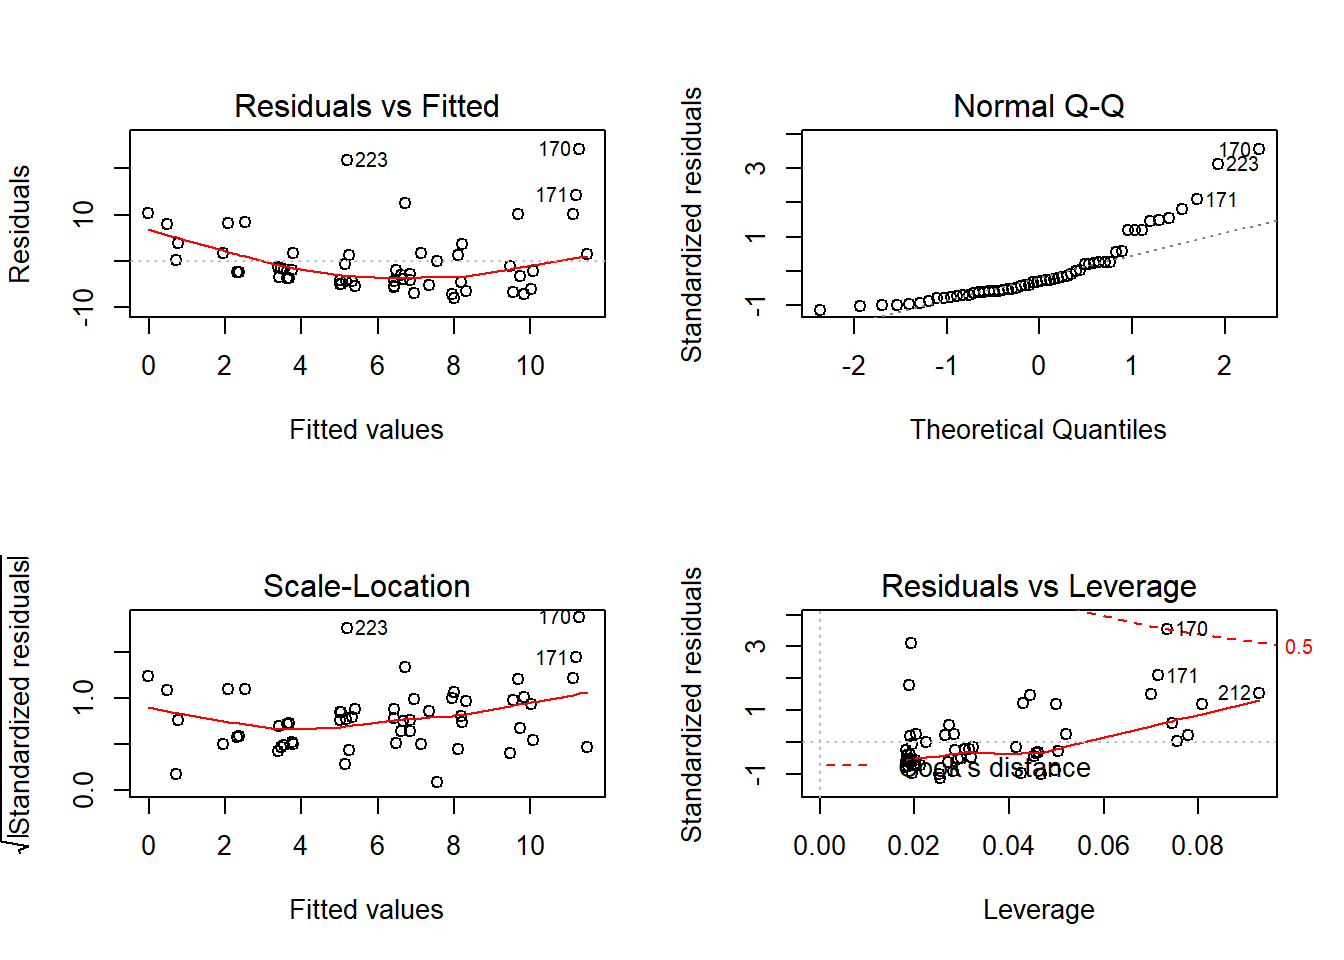 Residuals vs Fitted
Residuals
10
-10
223
170
171
0 2 4 6 8 10
Fitted values
Normal Q-Q
Standardized residuals
3
1
-1
170
223
171
-2 -1 0 1 2
Theoretical Quantiles
Scale-Location
√|Standardized residuals|
1.0
0.0
223
170
171
0 2 4 6 8 10
Fitted values
Residuals vs Leverage
Standardized residuals
3
1
-1
170
0.5
171
212
Cook's distance
0.00 0.02 0.04 0.06 0.08
Leverage